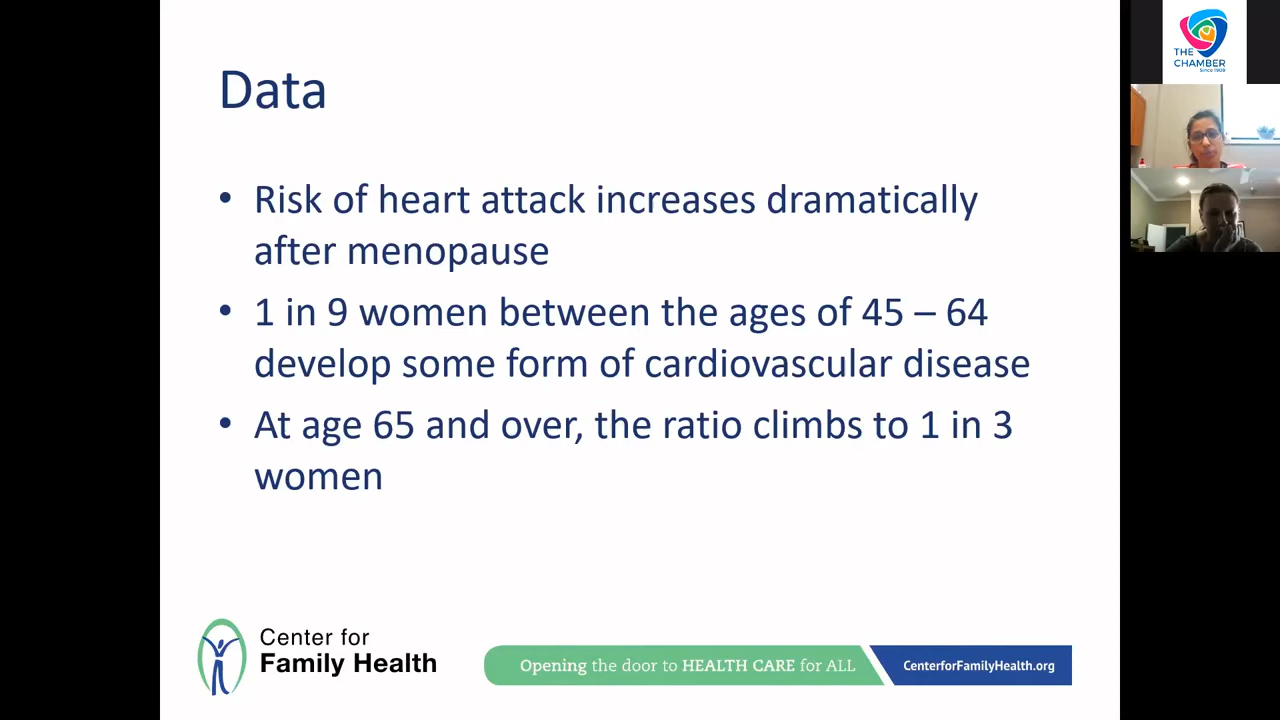 Data
• Risk of heart attack increases dramatically
after menopause
• 1 in 9 women between the ages of 45 – 64
develop some form of cardiovascular disease
• At age 65 and over, the ratio climbs to 1 in 3
women
Center for
Family Health
Opening the door to HEALTH CARE for ALL
CenterforFamilyHealth.org
THE
CHAMBER
Since 1909